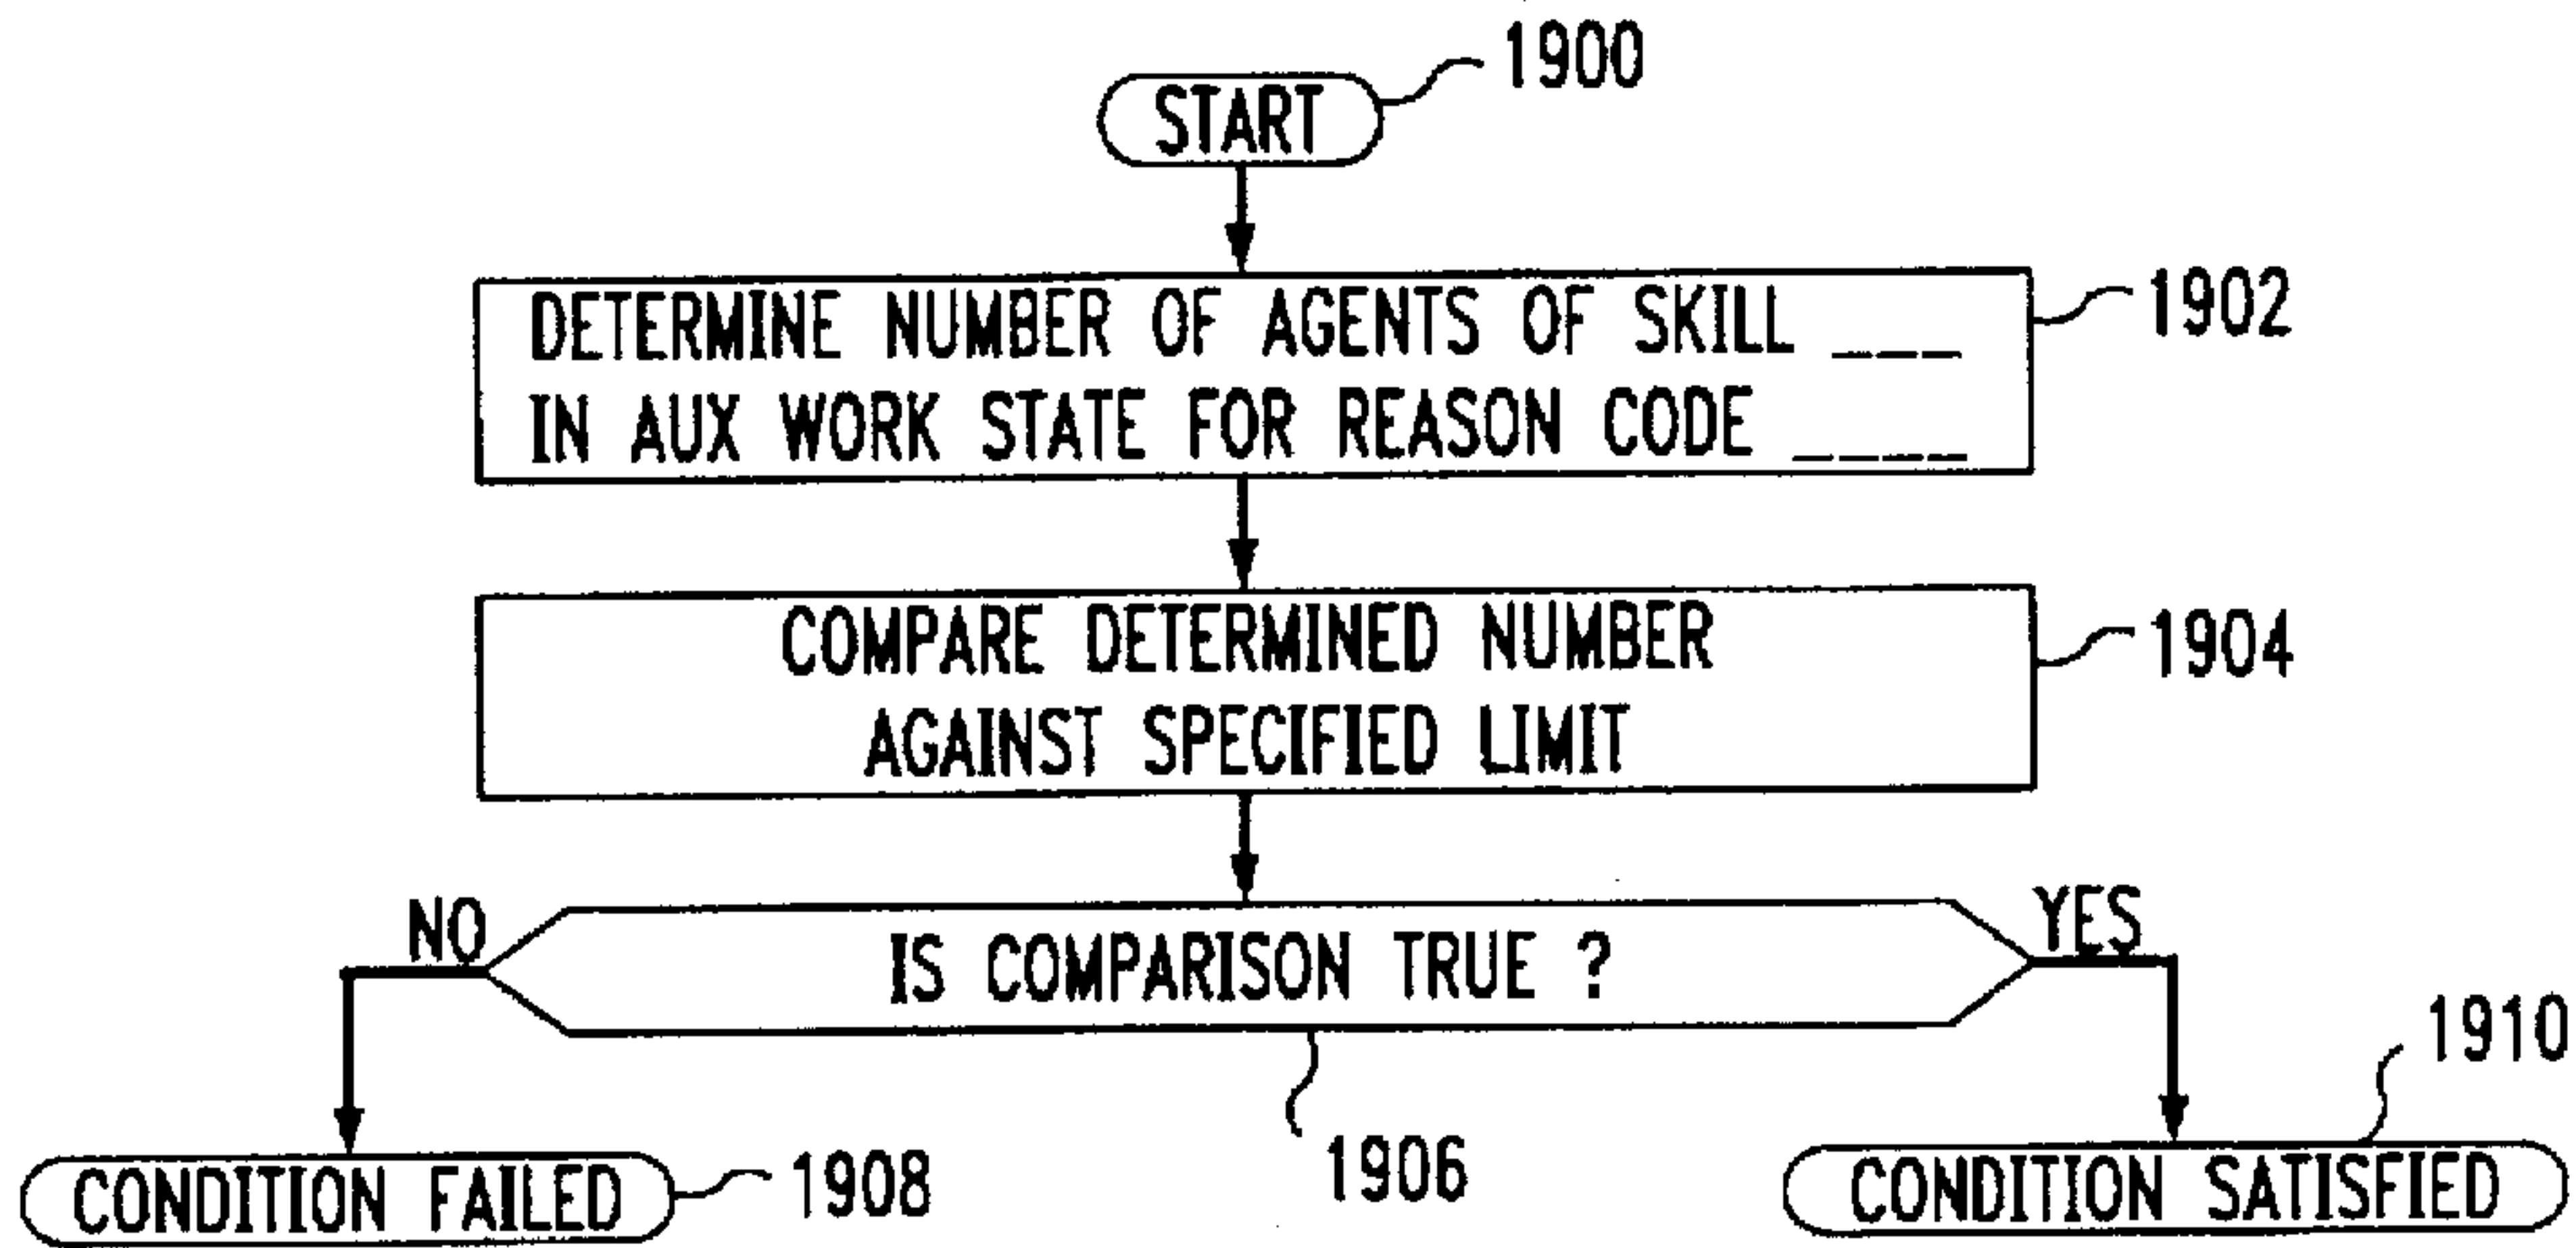 START
1900
DETERMINE NUMBER OF AGENTS OF SKILL ___
IN AUX WORK STATE FOR REASON CODE ____
1902
COMPARE DETERMINED NUMBER
AGAINST SPECIFIED LIMIT
1904
NO
IS COMPARISON TRUE ?
YES
1906
CONDITION FAILED
1908
CONDITION SATISFIED
1910